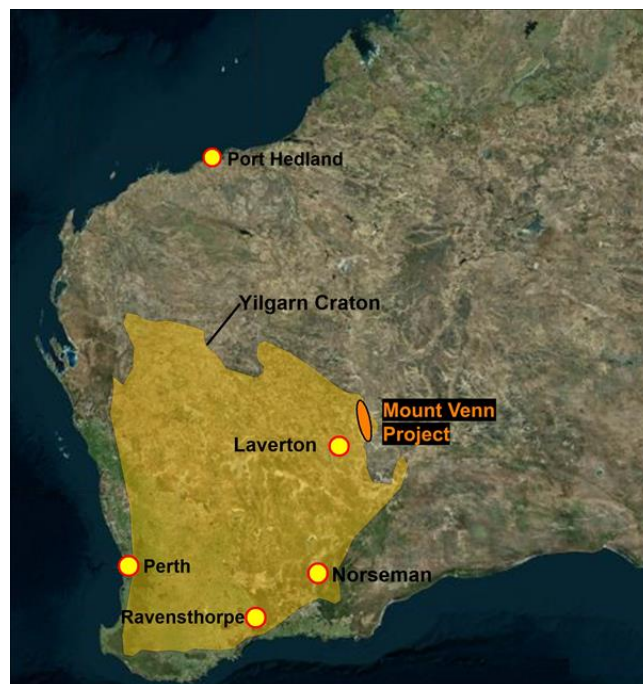 Port Hedland
Yilgarn Craton
Mount Venn
Project
Laverton
Perth
Norseman
Ravensthorpe